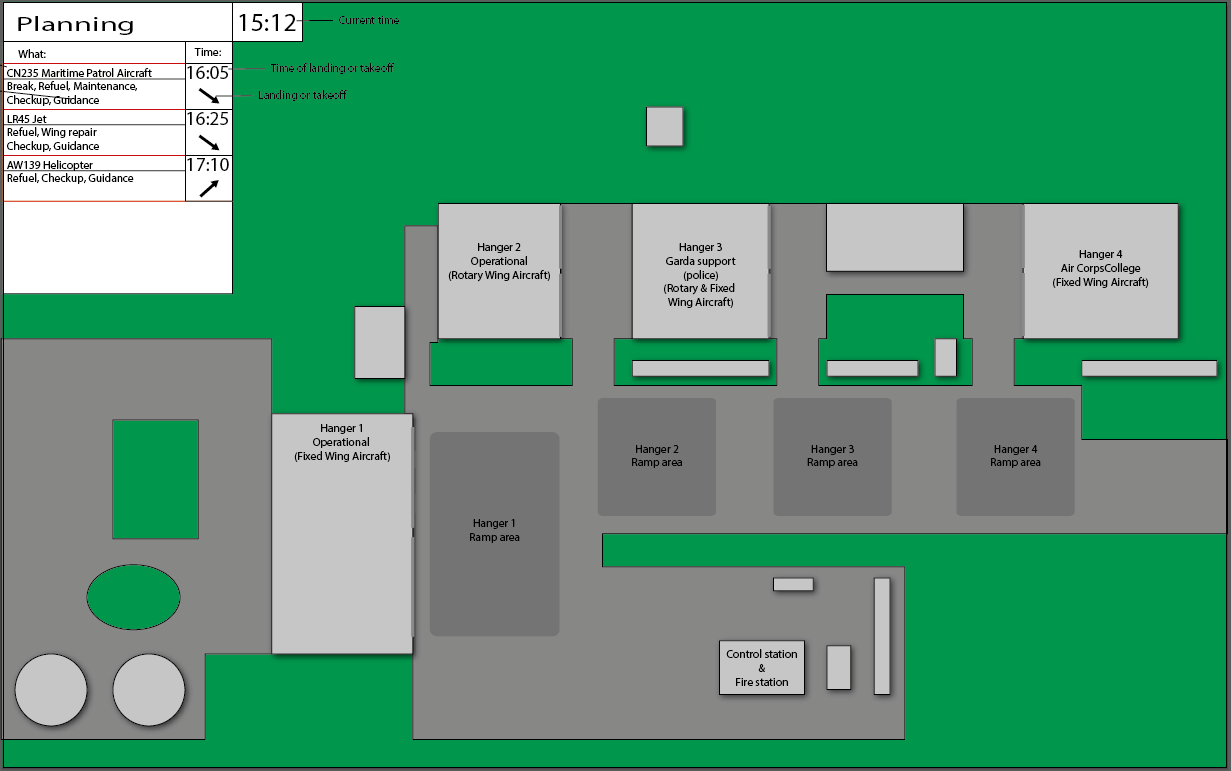 Planning
15:12
Current time
What:
Time:
CN235 Maritime Patrol Aircraft
16:05
Time of landing or takeoff
Break, Refuel, Maintenance,
Checkup, Guidance
Landing or takeoff
LR45 Jet
16:25
Refuel, Wing repair
Checkup, Guidance
AW139 Helicopter
17:10
Refuel, Checkup, Guidance
Hanger 2
Operational
(Rotary Wing Aircraft)
Hanger 3
Garda support
(police)
(Rotary & Fixed
Wing Aircraft)
Hanger 4
Air CorpsCollege
(Fixed Wing Aircraft)
Hanger 1
Operational
(Fixed Wing Aircraft)
Hanger 1
Ramp area
Hanger 2
Ramp area
Hanger 3
Ramp area
Hanger 4
Ramp area
Control station
&
Fire station